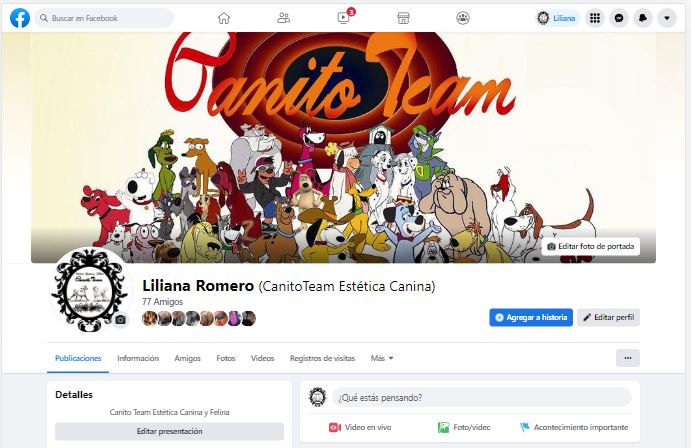 Buscar en Facebook
3
Liliana
Canito Team
Editar foto de portada
Canito Team
Liliana Romero (CanitoTeam Estética Canina)
77 Amigos
Agregar a historia
Editar perfil
Publicaciones
Información
Amigos
Fotos
Videos
Registros de visitas
Más
Detalles
¿Qué estás pensando?
Canito Team Estética Canina y Felina
Editar presentación
Video en vivo
Foto/video
Acontecimiento importante